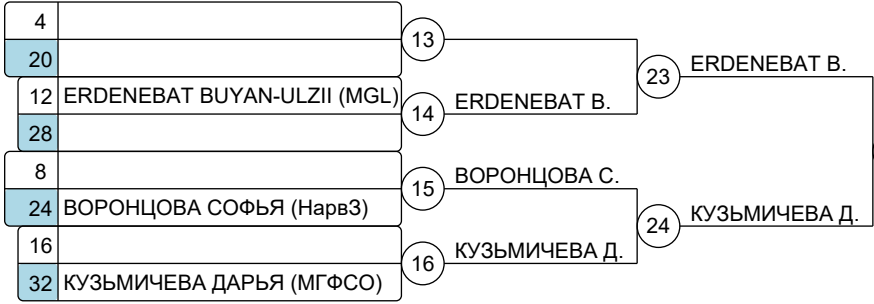 4
13
20
23
ERDENEBAT B.
12 ERDENEBAT BUYAN-ULZII (MGL)
14
ERDENEBAT B.
28
8
15
ВОРОНЦОВА С.
24 ВОРОНЦОВА СОФЬЯ (Нарв3)
24
КУЗЬМИЧЕВА Д.
16
16
КУЗЬМИЧЕВА Д.
32 КУЗЬМИЧЕВА ДАРЬЯ (МГФСО)